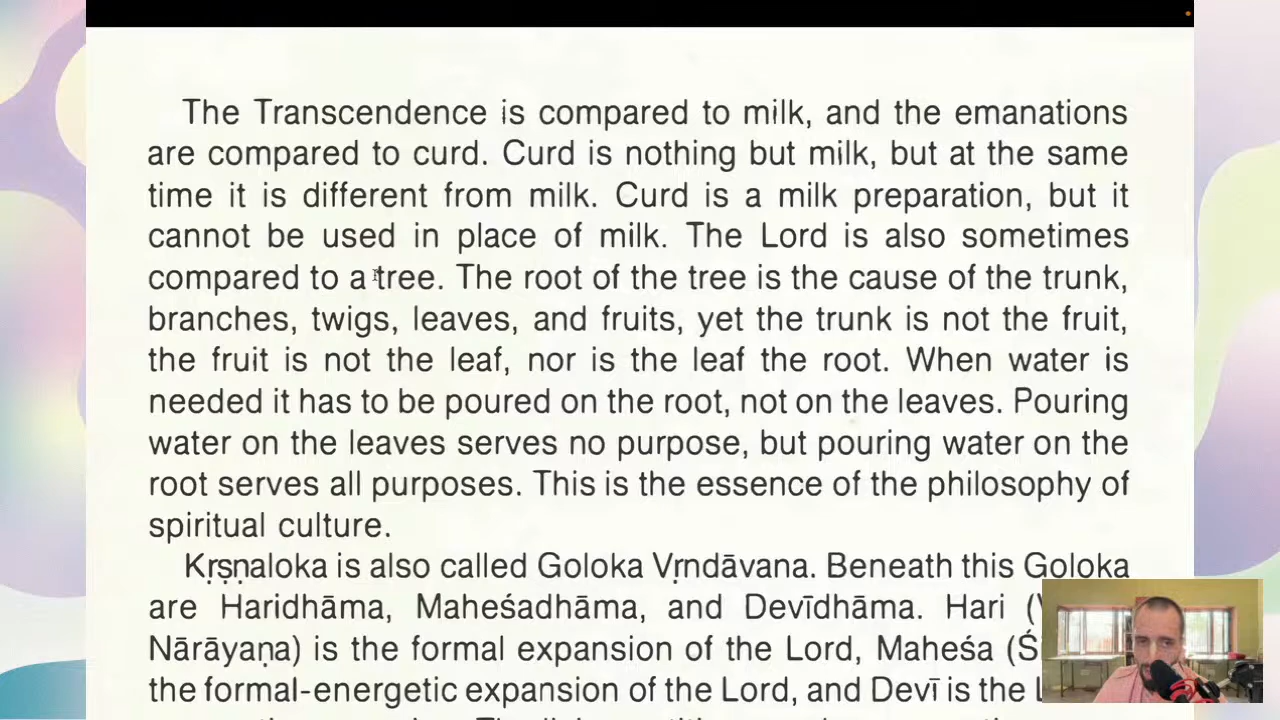 The Transcendence is compared to milk, and the emanations
are compared to curd. Curd is nothing but milk, but at the same
time it is different from milk. Curd is a milk preparation, but it
cannot be used in place of milk. The Lord is also sometimes
compared to a tree. The root of the tree is the cause of the trunk,
branches, twigs, leaves, and fruits, yet the trunk is not the fruit,
the fruit is not the leaf, nor is the leaf the root. When water is
needed it has to be poured on the root, not on the leaves. Pouring
water on the leaves serves no purpose, but pouring water on the
root serves all purposes. This is the essence of the philosophy of
spiritual culture.
Kṛṣṇaloka is also called Goloka Vṛndāvana. Beneath this Goloka
are Haridhāma, Maheśadhāma, and Devīdhāma. Hari
Nārāyaṇa) is the formal expansion of the Lord, Maheśa
the formal-energetic expansion of the Lord, and Devī is the